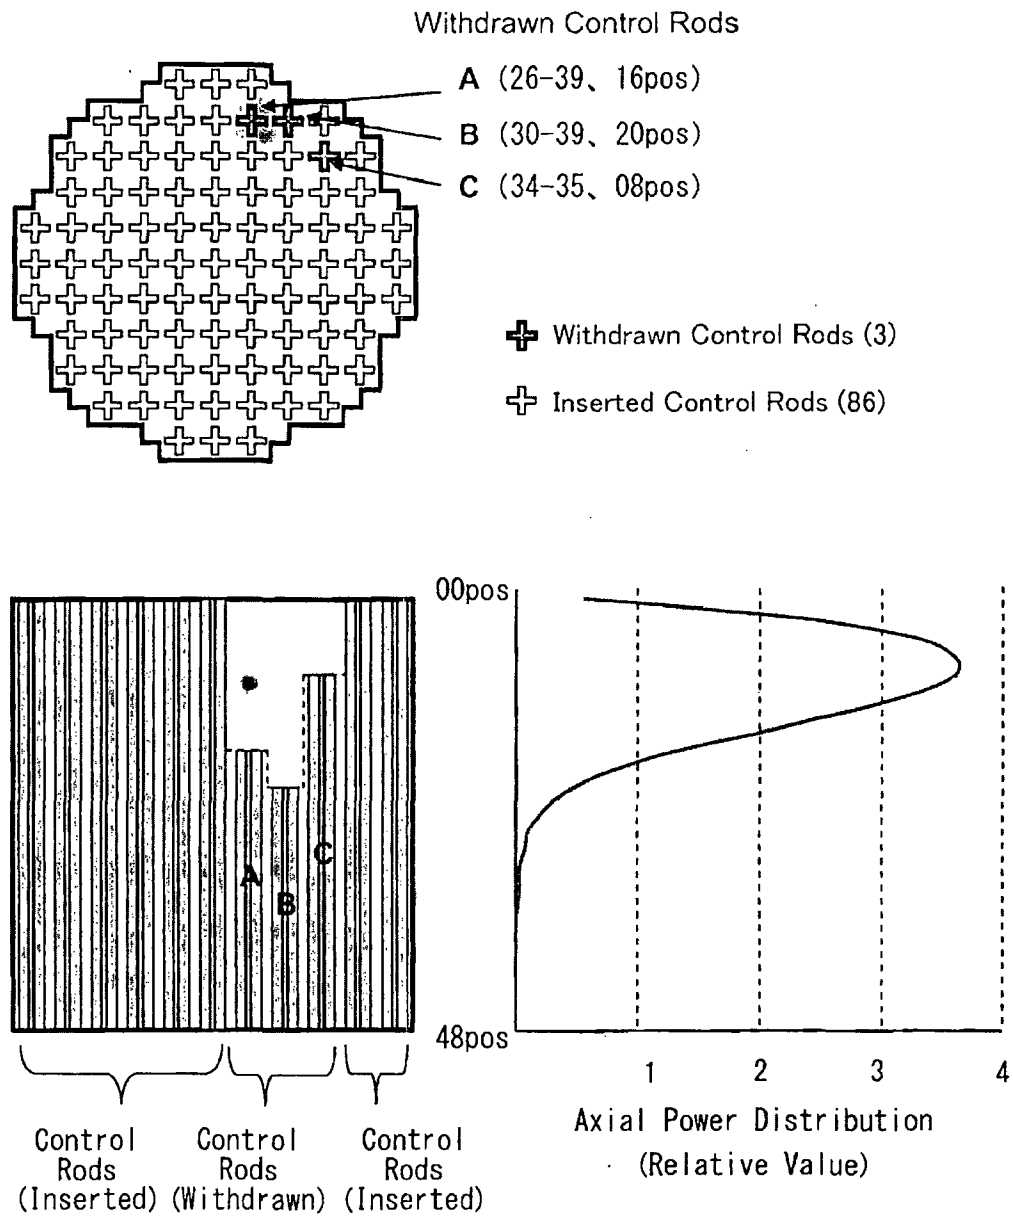 Withdrawn Control Rods
A (26-39、 16pos)
B (30-39、 20pos)
C (34-35、 08pos)
Withdrawn Control Rods (3)
Inserted Control Rods (86)
00pos
A
B
C
48pos
1 2 3 4
Axial Power Distribution
(Relative Value)
Control Rods (Inserted)
Control Rods (Withdrawn)
Control Rods (Inserted)